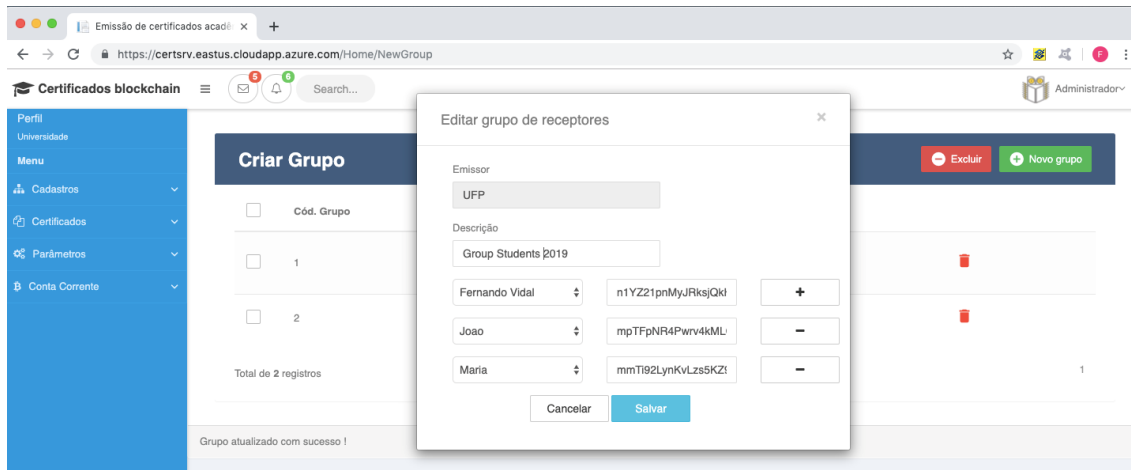 Emissão de certificados acadê
https://certsrv.eastus.cloudapp.azure.com/Home/NewGroup
F
Certificados blockchain
5
6
Search...
Administrador
Perfil
Universidade
Menu
Cadastros
Certificados
Parâmetros
Conta Corrente
Criar Grupo
Excluir
Novo grupo
Cód. Grupo
1
2
Total de 2 registros
1
Grupo atualizado com sucesso !
Editar grupo de receptores
Emissor
UFP
Descrição
Group Students 2019
Fernando Vidal n1YZ21pnMyJRksjQkH
Joao mpTFpNR4Pwrv4kML
Maria mmTi92LynKvLzs5KZ9
Cancelar Salvar